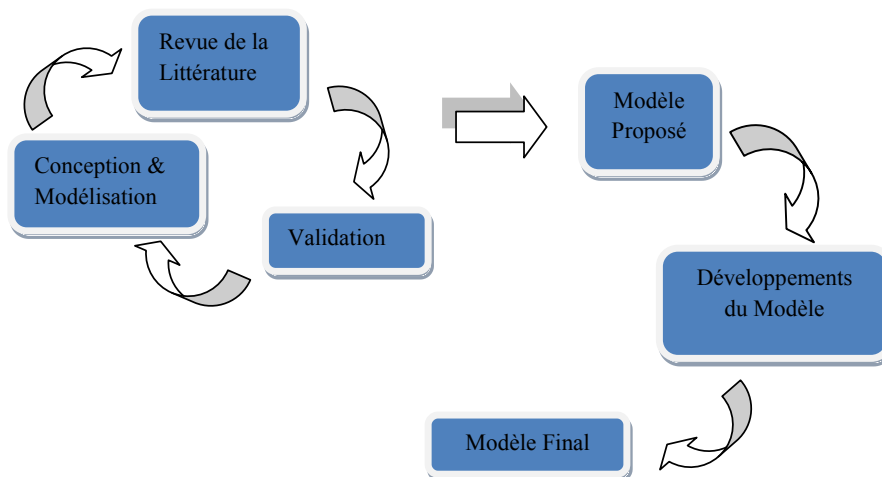 Revue de la
Littérature
Conception &
Modélisation
Validation
Modèle
Proposé
Développements
du Modèle
Modèle Final